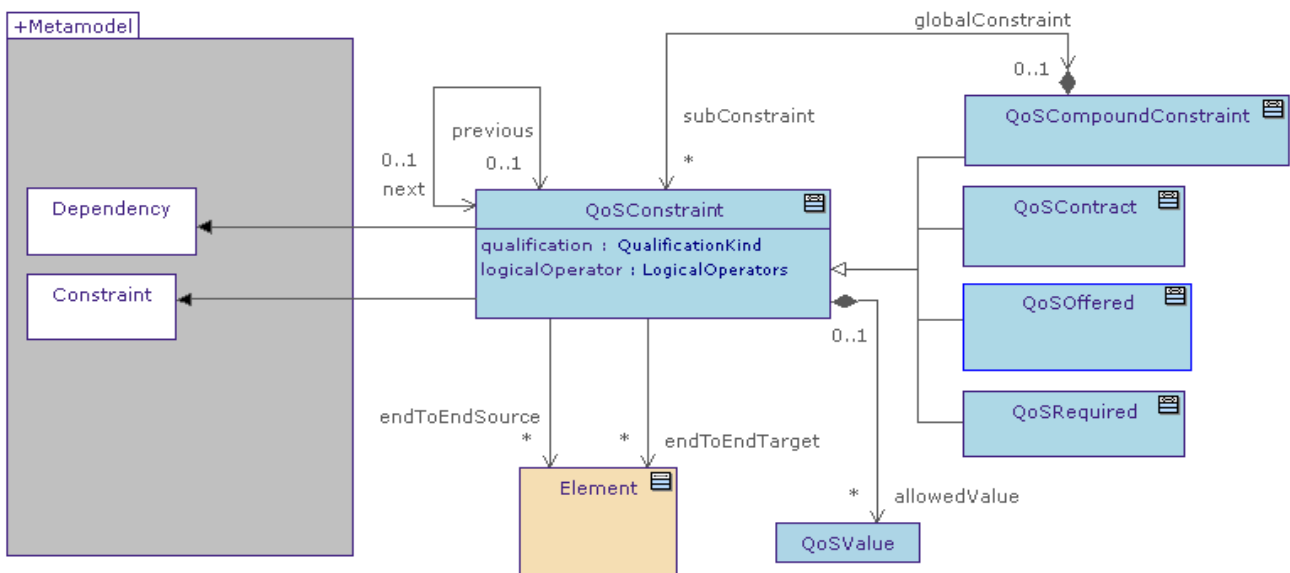 +Metamodel
globalConstraint
0..1
QoSCompoundConstraint
subConstraint
*
previous
0..1
0..1
next
Dependency
QoSConstraint
QoSContract
qualification : QualificationKind
logicalOperator : LogicalOperators
Constraint
QoSOffered
0..1
QoSRequired
endToEndSource
*
*
endToEndTarget
Element
*
allowedValue
QoSValue